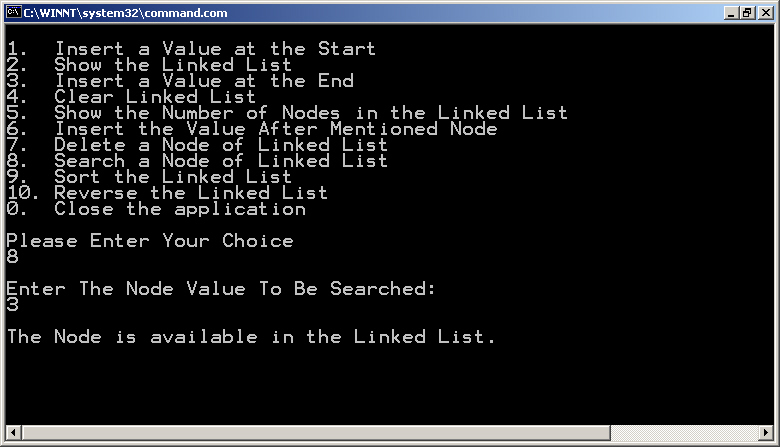 C:\WINNT\system32\command.com
1.  Insert a Value at the Start
2.  Show the Linked List
3.  Insert a Value at the End
4.  Clear Linked List
5.  Show the Number of Nodes in the Linked List
6.  Insert the Value After Mentioned Node
7.  Delete a Node of Linked List
8.  Search a Node of Linked List
9.  Sort the Linked List
10. Reverse the Linked List
0.  Close the application
Please Enter Your Choice
8
Enter The Node Value To Be Searched:
3
The Node is available in the Linked List.